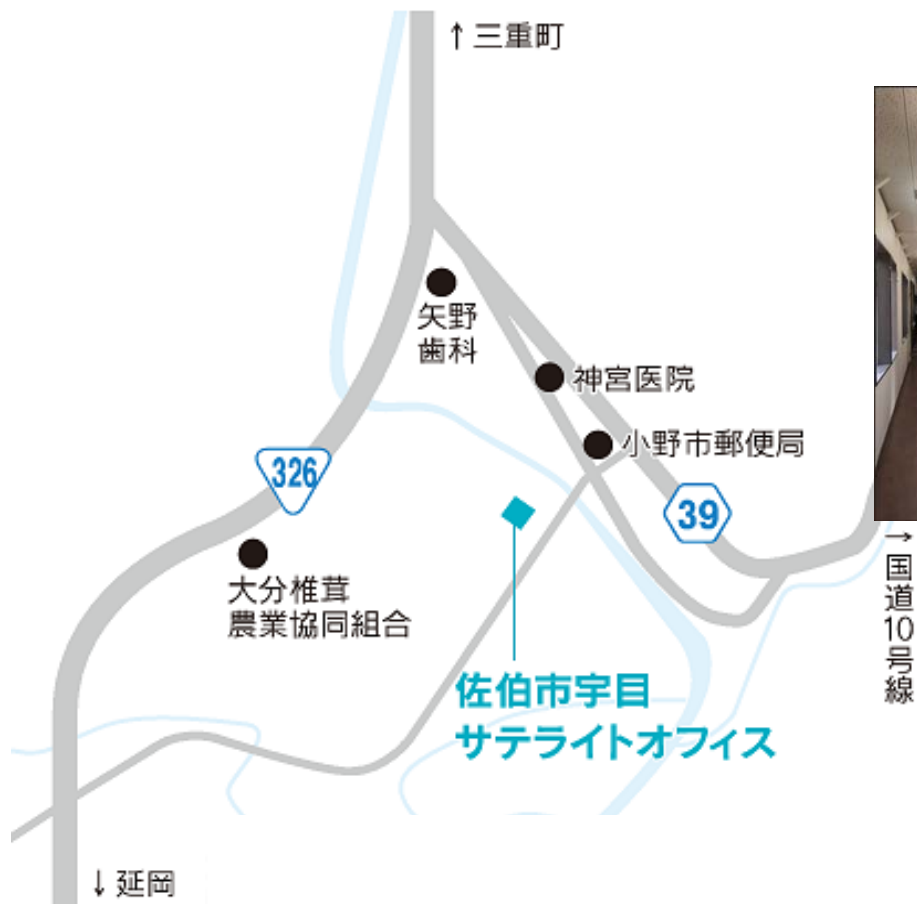 ↑三重町
矢野
歯科
神宮医院
小野市郵便局
326
39
大分椎茸
農業協同組合
→国道10号線
佐伯市宇目
サテライトオフィス
↓延岡